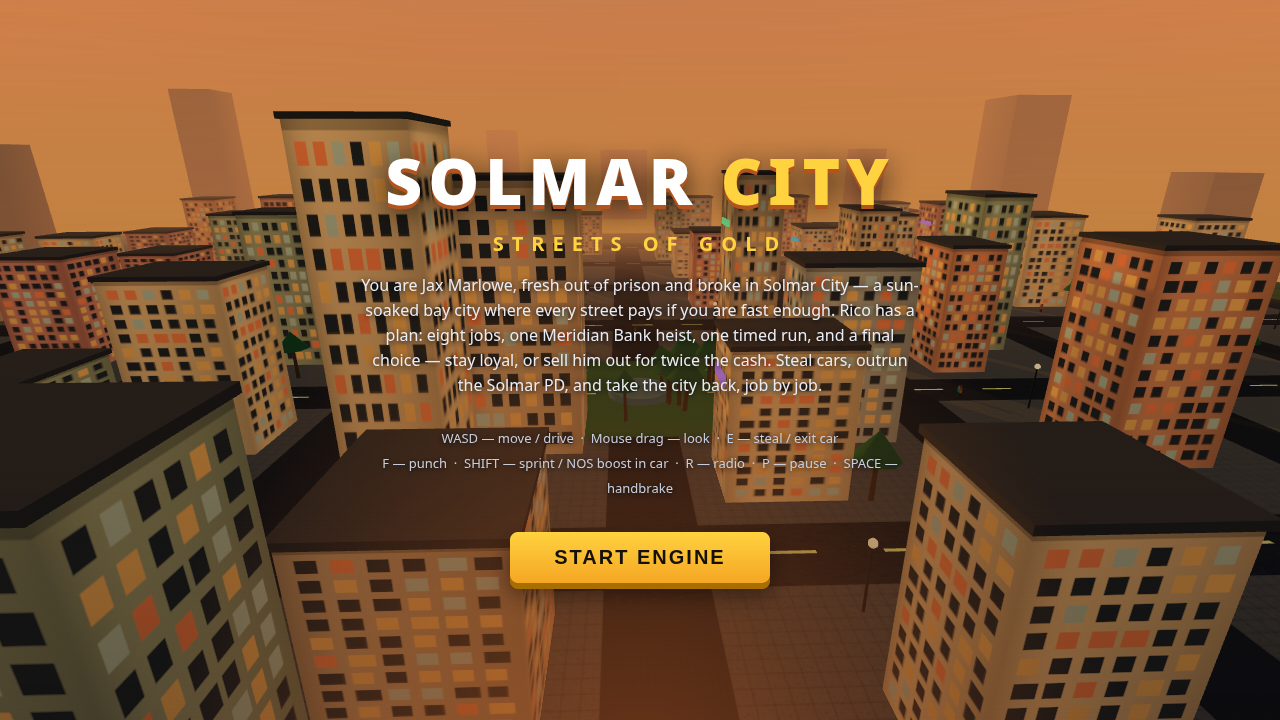 SOLMAR CITY
STREETS OF GOLD
You are Jax Marlowe, fresh out of prison and broke in Solmar City — a sun-
soaked bay city where every street pays if you are fast enough. Rico has a
plan: eight jobs, one Meridian Bank heist, one timed run, and a final
choice — stay loyal, or sell him out for twice the cash. Steal cars, outrun
the Solmar PD, and take the city back, job by job.
WASD — move / drive · Mouse drag — look · E — steal / exit car
F — punch · SHIFT — sprint / NOS boost in car · R — radio · P — pause · SPACE —
handbrake
START ENGINE